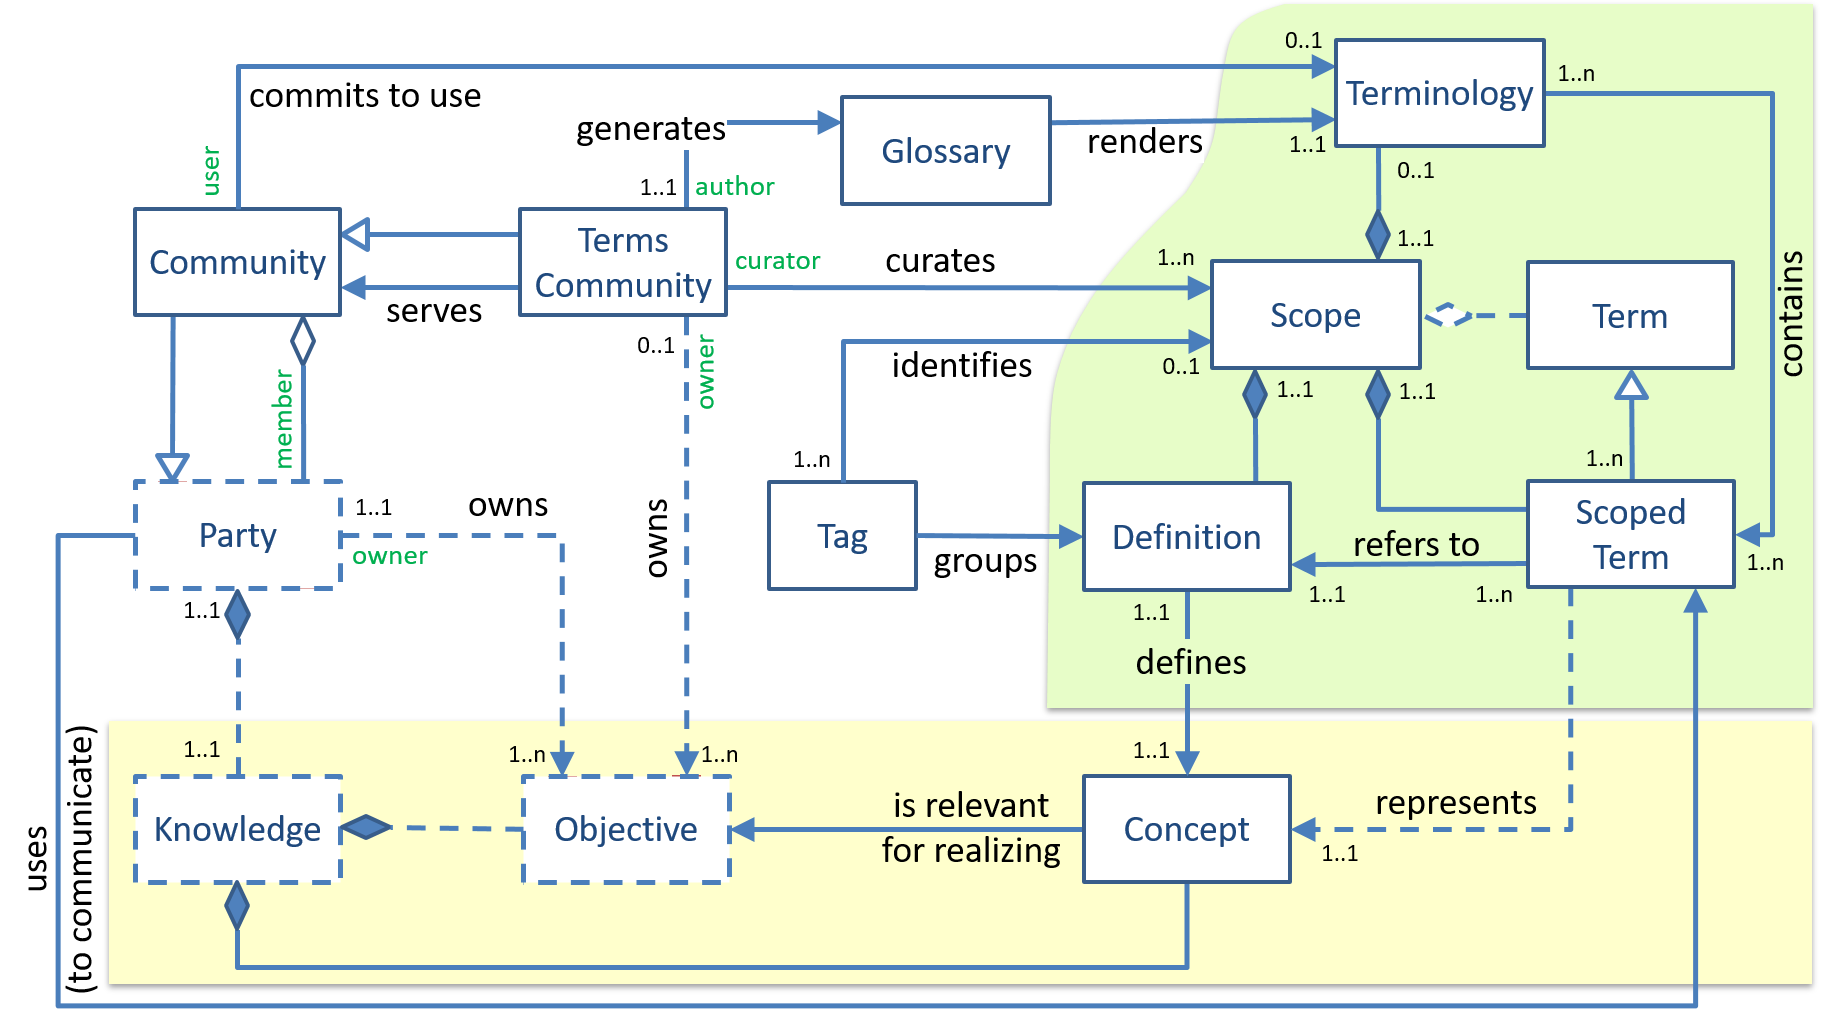 0..1
Terminology
1..n
commits to use
generates
Glossary
renders
1..1
0..1
user
1..1
author
Community
Terms
Community
curator
curates
1..n
1..1
Scope
Term
contains
serves
0..1
owner
identifies
0..1
1..1
1..1
member
1..n
1..n
Party
1..1
owns
owner
owns
Tag
groups
Definition
refers to
Scoped
Term
1..n
1..1
1..n
1..1
1..1
defines
1..1
1..n
1..n
1..1
Knowledge
Objective
is relevant
for realizing
Concept
represents
1..1
uses
(to communicate)